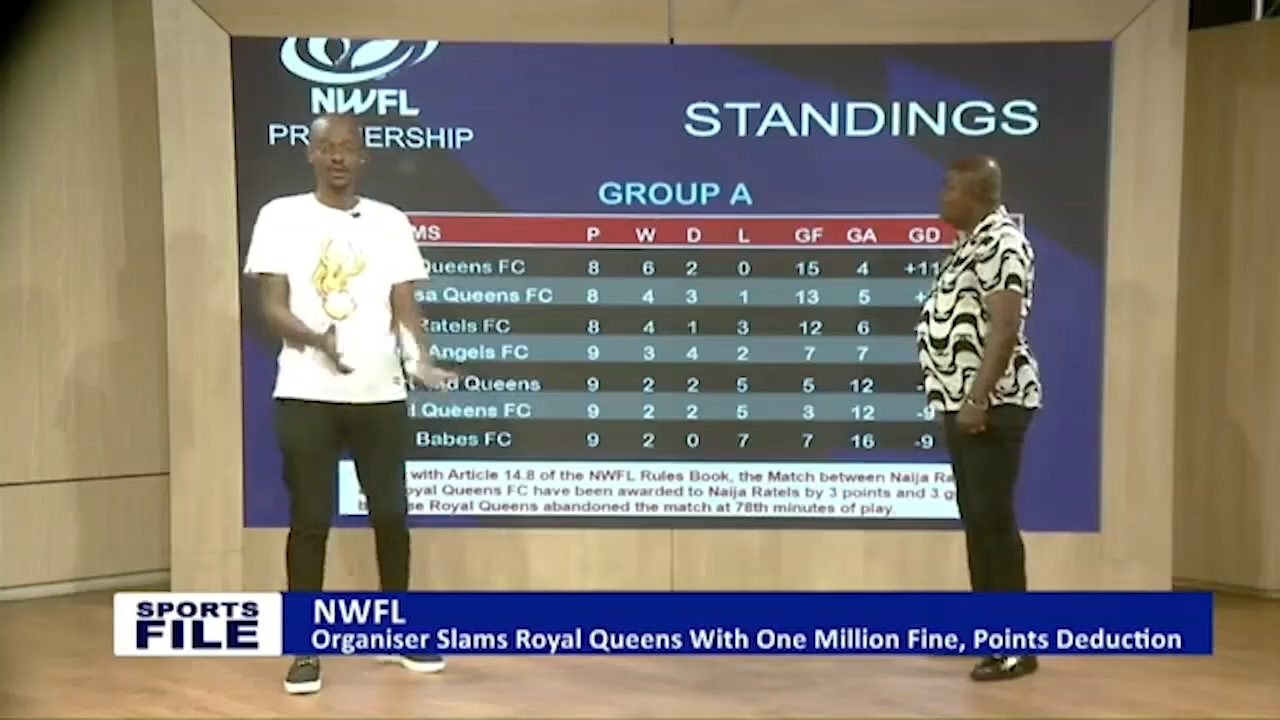 NWFL
STANDINGS
GROUP A
P W D L GF GA GD
Queens FC 8 6 2 0 15 4 +11
Queens FC 8 4 3 1 13 5
Ratels FC 8 4 1 3 12 6
Angels FC 9 3 4 2 7 7
Queens 9 2 2 5 5 12
Queens FC 9 2 2 5 3 12 -9
Babes FC 9 2 0 7 7 16 -9
with Article 14.8 of the NWFL Rules Book, the Match between Naija
Queens FC have been awarded to Naija Ratels by 3 points and 3
Royal Queens abandoned the match at 78th minutes of play.
SPORTS
FILE
NWFL
Organiser Slams Royal Queens With One Million Fine, Points Deduction